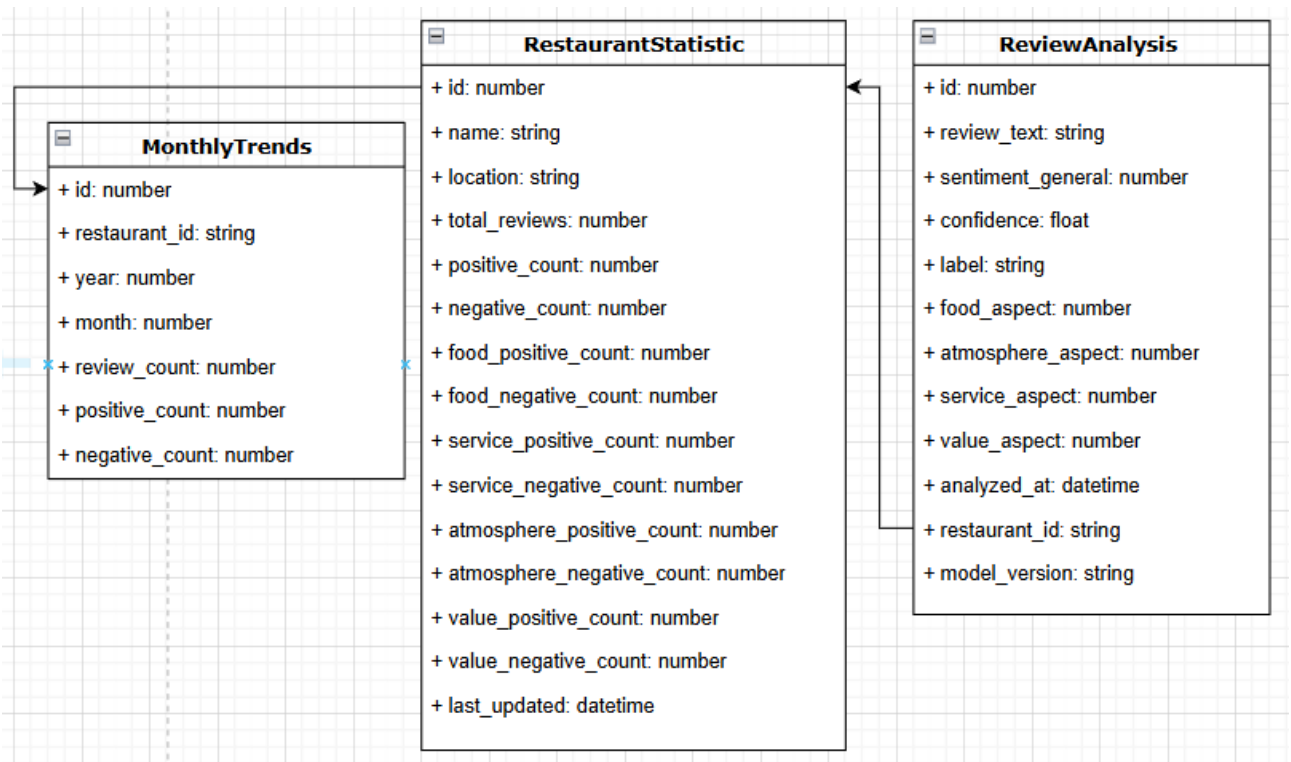 MonthlyTrends
+ id: number
+ restaurant_id: string
+ year: number
+ month: number
+ review_count: number
+ positive_count: number
+ negative_count: number
RestaurantStatistic
+ id: number
+ name: string
+ location: string
+ total_reviews: number
+ positive_count: number
+ negative_count: number
+ food_positive_count: number
+ food_negative_count: number
+ service_positive_count: number
+ service_negative_count: number
+ atmosphere_positive_count: number
+ atmosphere_negative_count: number
+ value_positive_count: number
+ value_negative_count: number
+ last_updated: datetime
ReviewAnalysis
+ id: number
+ review_text: string
+ sentiment_general: number
+ confidence: float
+ label: string
+ food_aspect: number
+ atmosphere_aspect: number
+ service_aspect: number
+ value_aspect: number
+ analyzed_at: datetime
+ restaurant_id: string
+ model_version: string